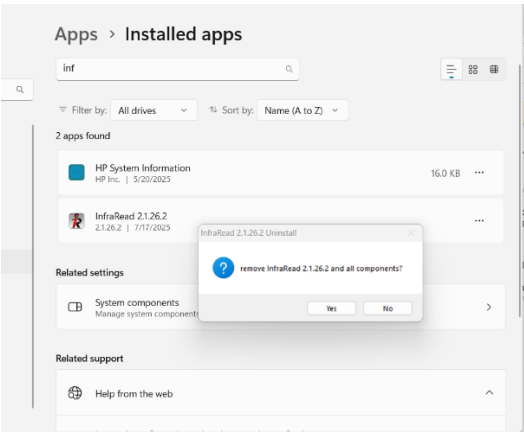 Apps > Installed apps
inf
Filter by: All drives Sort by: Name (A to Z)
2 apps found
HP System Information
HP Inc. | 5/20/2025
16.0 KB
InfraRead 2.1.26.2
2.1.26.2 | 7/17/2025
InfraRead 2.1.26.2 Uninstall
remove InfraRead 2.1.26.2 and all components?
Yes No
Related settings
System components
Manage system components
Related support
Help from the web